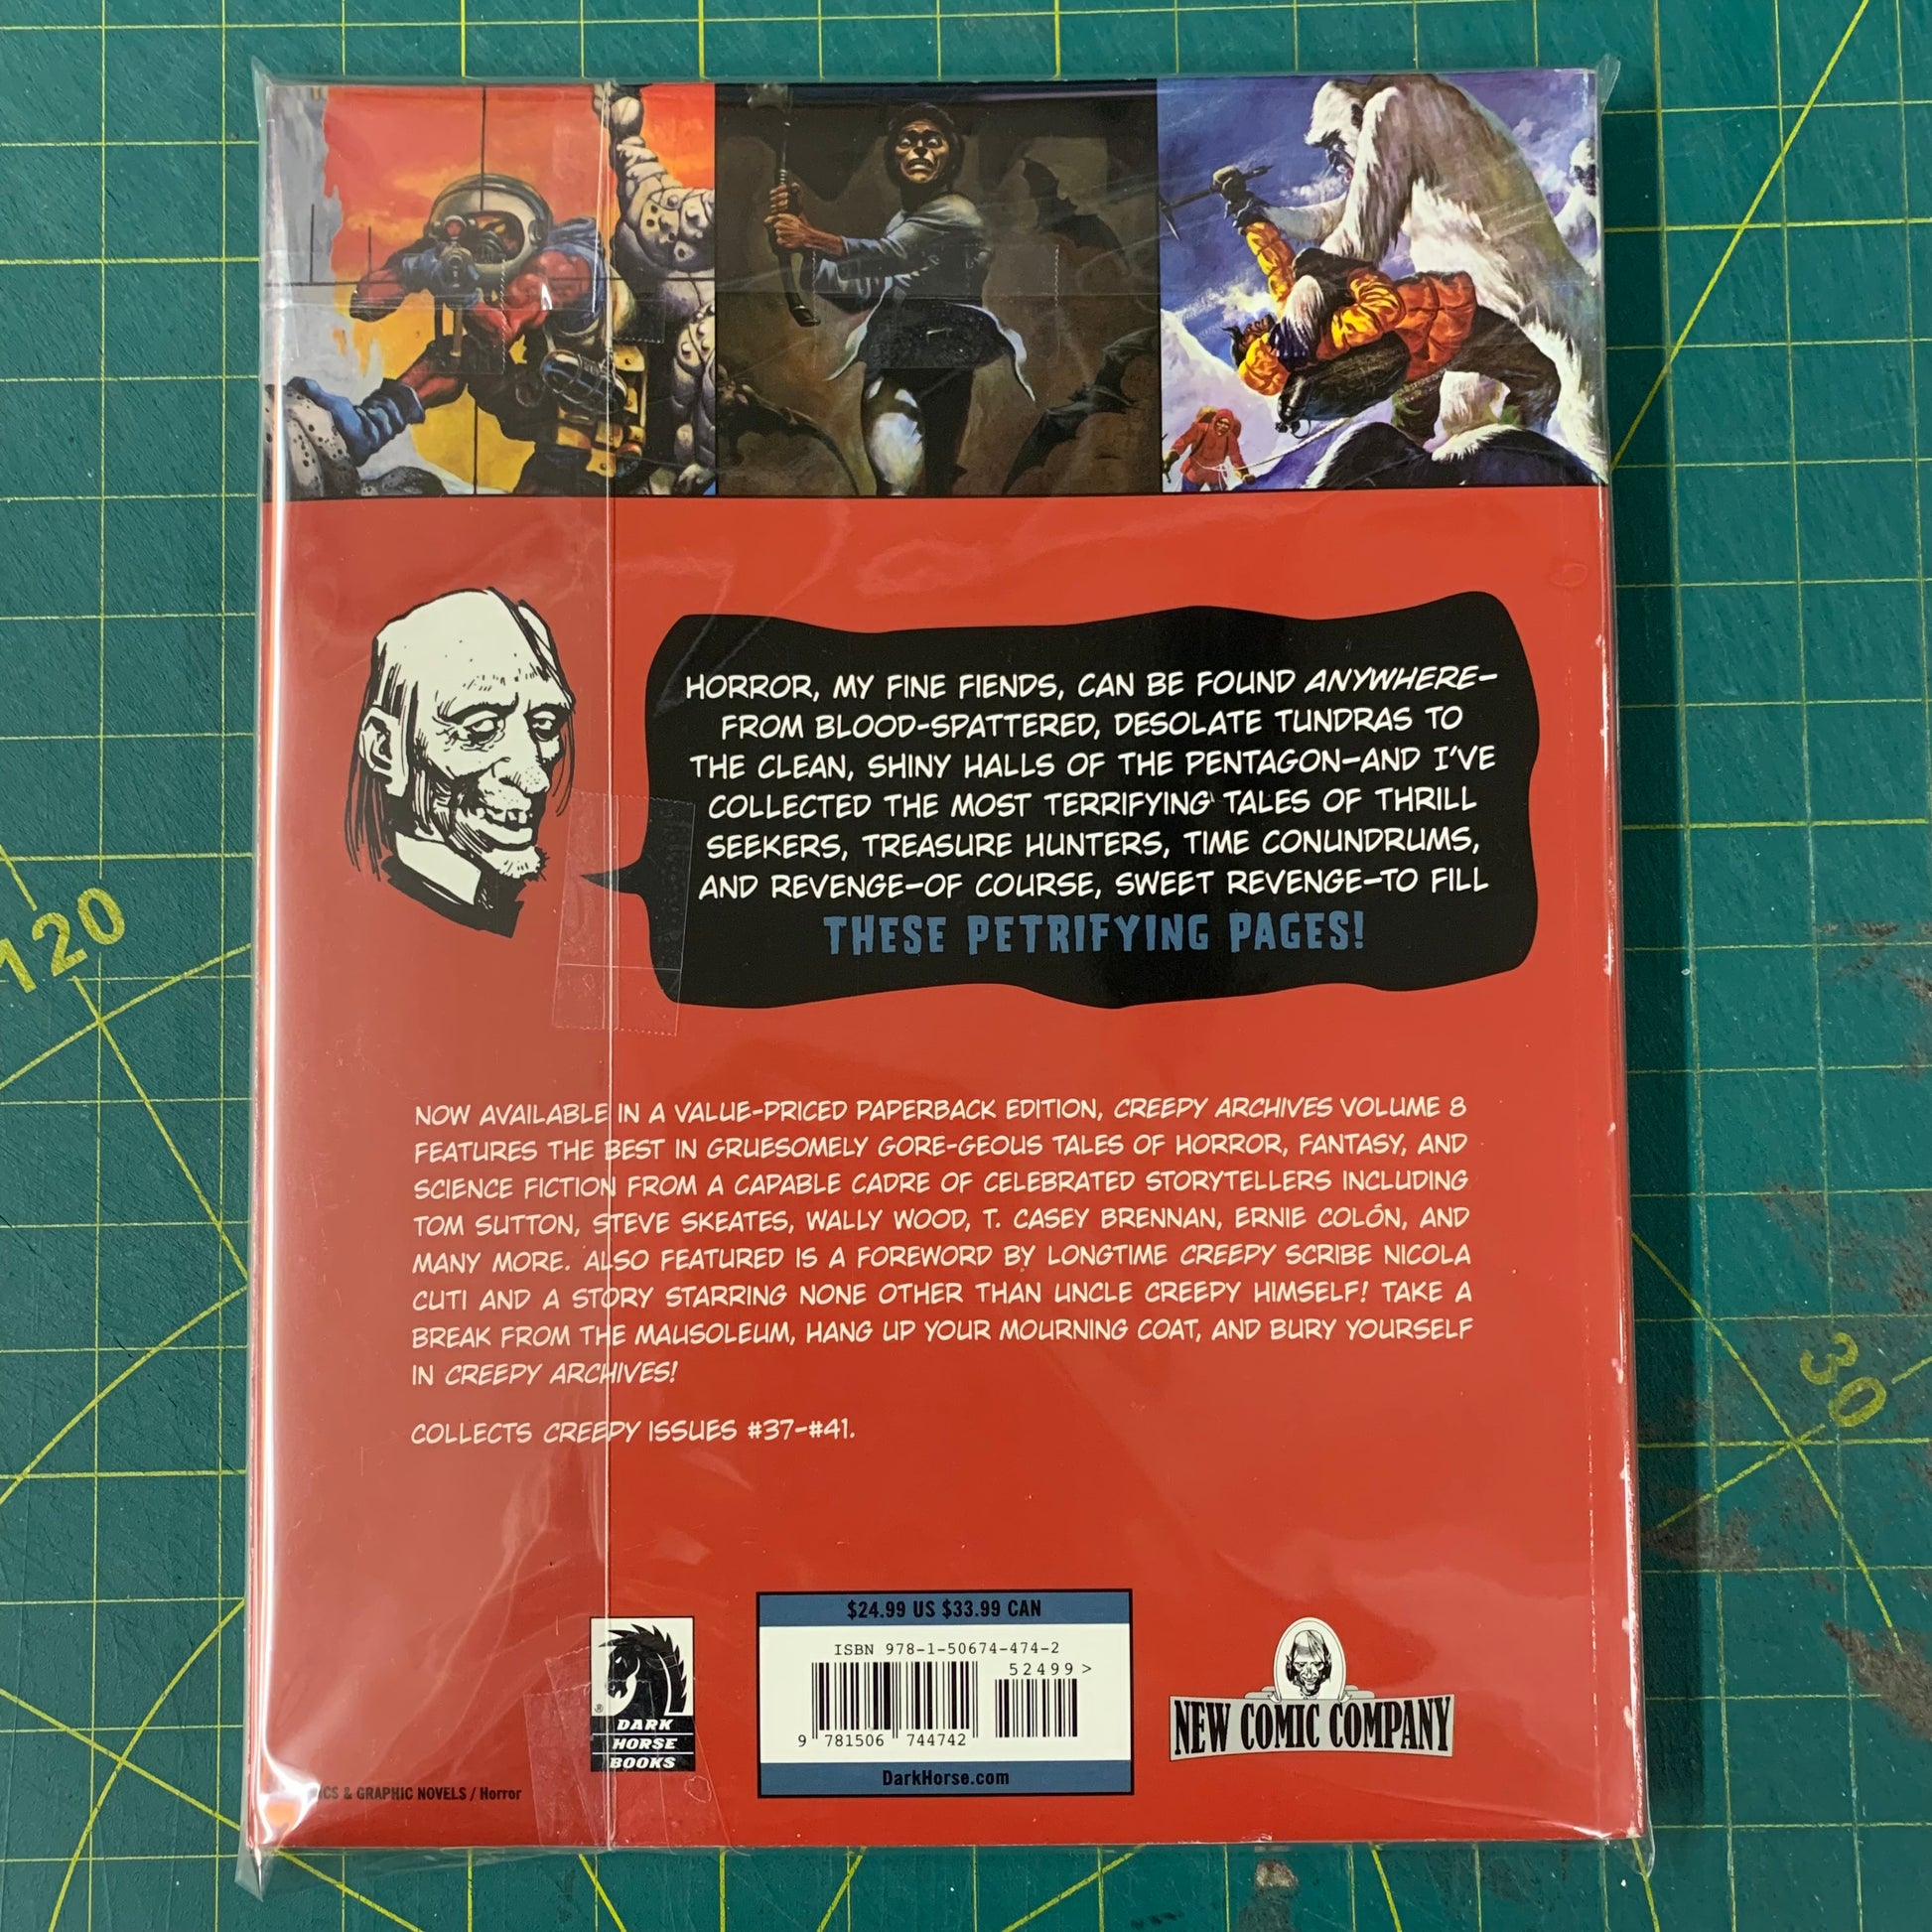 HORROR, MY FINE FIENDS, CAN BE FOUND ANYWHERE—
FROM BLOOD-SPATTERED, DESOLATE TUNDRAS TO
THE CLEAN, SHINY HALLS OF THE PENTAGON—AND I'VE
COLLECTED THE MOST TERRIFYING TALES OF THRILL
SEEKERS, TREASURE HUNTERS, TIME CONUNDRUMS,
AND REVENGE—OF COURSE, SWEET REVENGE—TO FILL
THESE PETRIFYING PAGES!
120
NOW AVAILABLE IN A VALUE-PRICED PAPERBACK EDITION, CREEPY ARCHIVES VOLUME 8
FEATURES THE BEST IN GRUESOMELY GORE-GEOUS TALES OF HORROR, FANTASY, AND
SCIENCE FICTION FROM A CAPABLE CADRE OF CELEBRATED STORYTELLERS INCLUDING
TOM SUTTON, STEVE SKEATES, WALLY WOOD, T. CASEY BRENNAN, ERNIE COLÓN, AND
MANY MORE. ALSO FEATURED IS A FOREWORD BY LONGTIME CREEPY SCRIBE NICOLA
CUTI AND A STORY STARRING NONE OTHER THAN UNCLE CREEPY HIMSELF! TAKE A
BREAK FROM THE MAUSOLEUM, HANG UP YOUR MOURNING COAT, AND BURY YOURSELF
IN CREEPY ARCHIVES!
30
COLLECTS CREEPY ISSUES #37–#41.
$24.99 US $33.99 CAN
ISBN 978-1-50674-474-2
52499>
9 781506 744742
DarkHorse.com
®
DARK
HORSE
BOOKS
NEW COMIC COMPANY
& GRAPHIC NOVELS / Horror